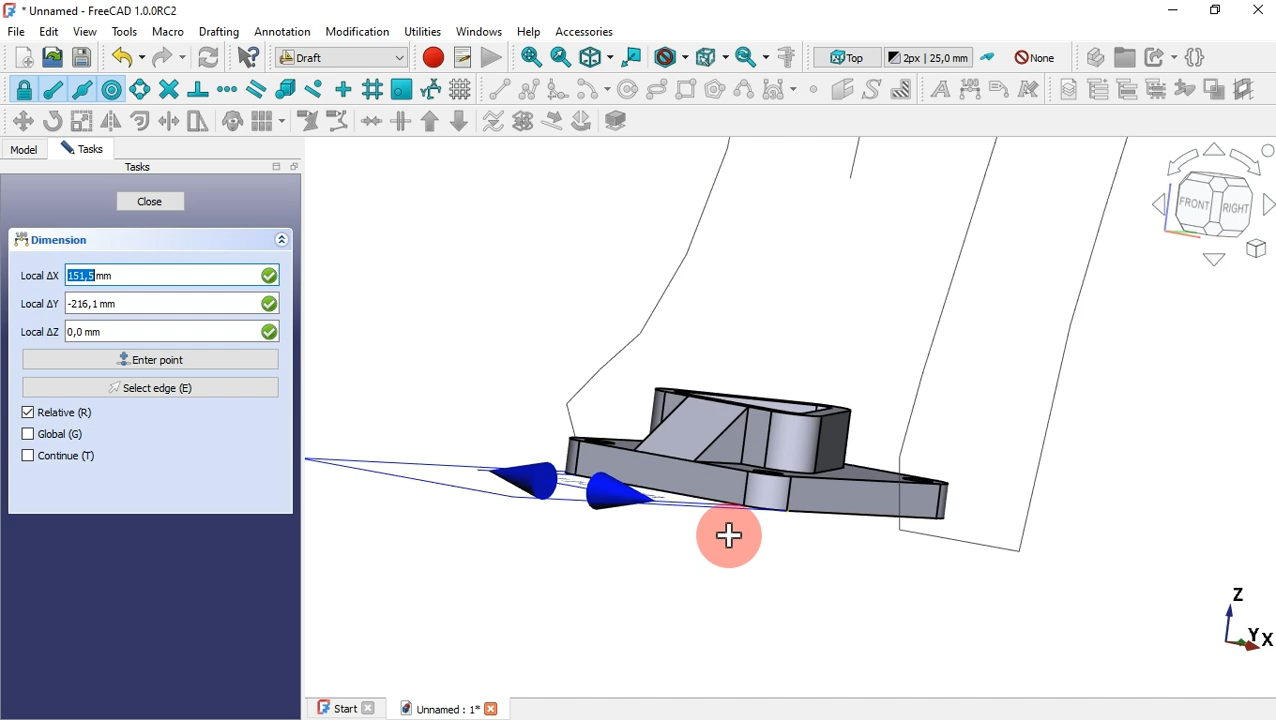 * Unnamed - FreeCAD 1.0.0RC2
File Edit View Tools Macro Drafting Annotation Modification Utilities Windows Help Accessories
Draft
Top
2px | 25,0 mm
None
Model
Tasks
Tasks
Close
Dimension
Local ΔX 151,5 mm
Local ΔY -216,1 mm
Local ΔZ 0,0 mm
Enter point
Select edge (E)
Relative (R)
Global (G)
Continue (T)
FRONT RIGHT
Z
Y X
Start
Unnamed : 1*